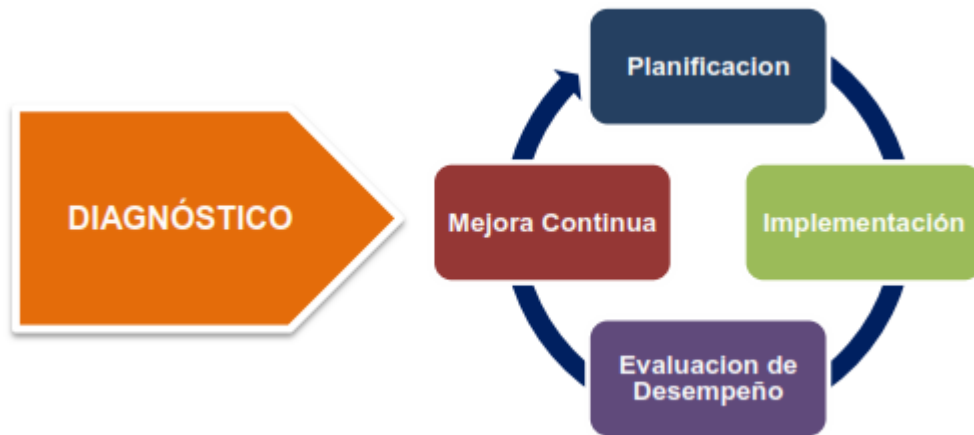 DIAGNÓSTICO
Planificacion
Implementación
Evaluacion de
Desempeño
Mejora Continua